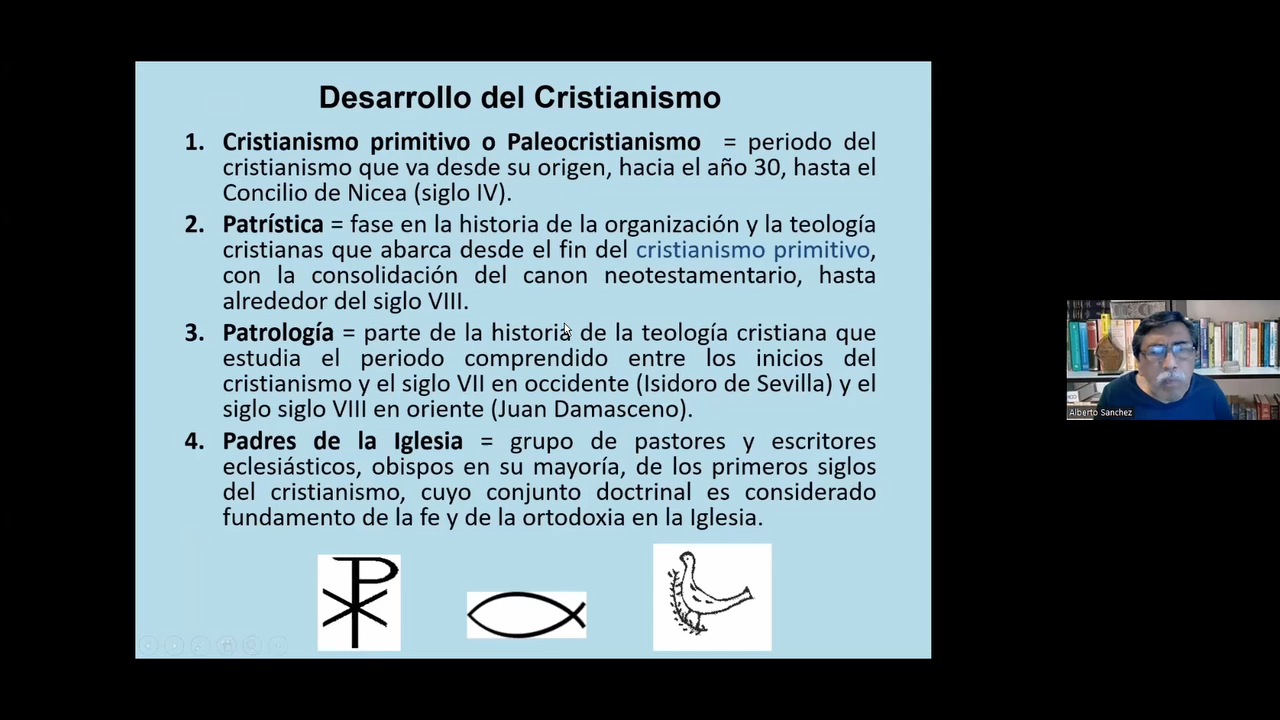 Desarrollo del Cristianismo
1. Cristianismo primitivo o Paleocristianismo = periodo del
cristianismo que va desde su origen, hacia el año 30, hasta el
Concilio de Nicea (siglo IV).
2. Patrística = fase en la historia de la organización y la teología
cristianas que abarca desde el fin del cristianismo primitivo,
con la consolidación del canon neotestamentario, hasta
alrededor del siglo VIII.
3. Patrología = parte de la historia de la teología cristiana que
estudia el periodo comprendido entre los inicios del
cristianismo y el siglo VII en occidente (Isidoro de Sevilla) y el
siglo siglo VIII en oriente (Juan Damasceno).
4. Padres de la Iglesia = grupo de pastores y escritores
eclesiásticos, obispos en su mayoría, de los primeros siglos
del cristianismo, cuyo conjunto doctrinal es considerado
fundamento de la fe y de la ortodoxia en la Iglesia.
Alberto Sanchez